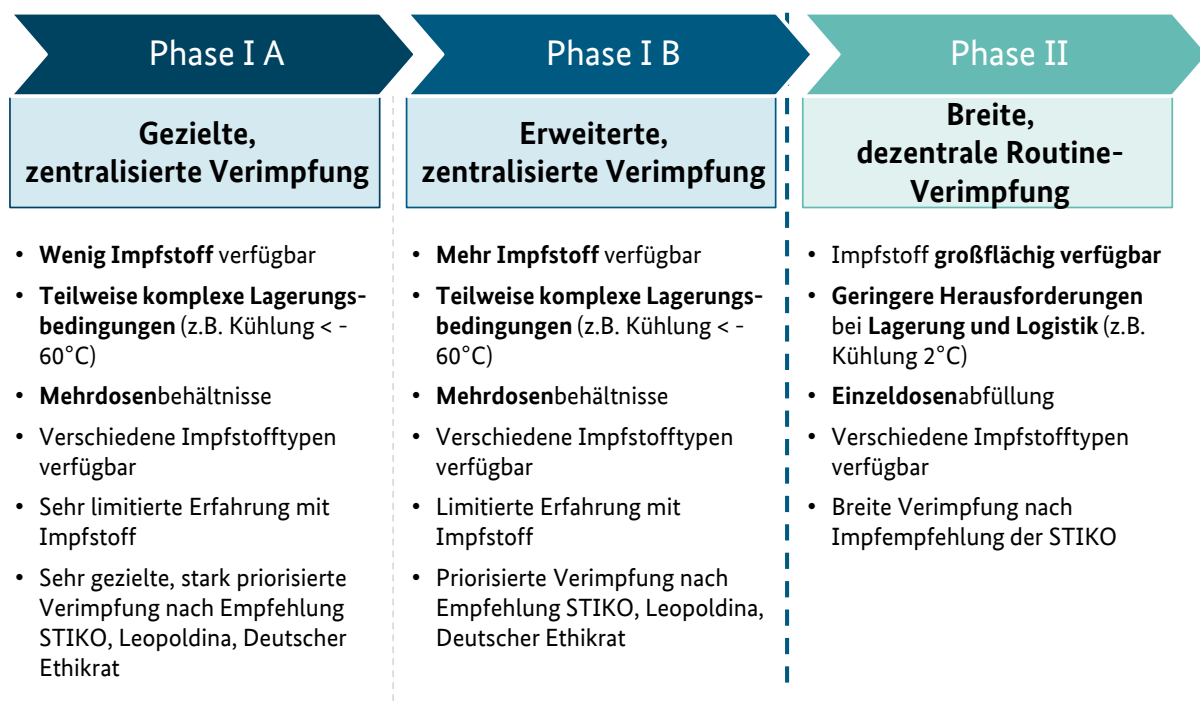 Phase I A
Gezielte,
zentralisierte Verimpfung
• Wenig Impfstoff verfügbar
• Teilweise komplexe Lagerungs-
bedingungen (z.B. Kühlung < -
60°C)
• Mehrdosenbehältnisse
• Verschiedene Impfstofftypen
verfügbar
• Sehr limitierte Erfahrung mit
Impfstoff
• Sehr gezielte, stark priorisierte
Verimpfung nach Empfehlung
STIKO, Leopoldina, Deutscher
Ethikrat
Phase I B
Erweiterte,
zentralisierte Verimpfung
• Mehr Impfstoff verfügbar
• Teilweise komplexe Lagerungs-
bedingungen (z.B. Kühlung < -
60°C)
• Mehrdosenbehältnisse
• Verschiedene Impfstofftypen
verfügbar
• Limitierte Erfahrung mit
Impfstoff
• Priorisierte Verimpfung nach
Empfehlung STIKO, Leopoldina,
Deutscher Ethikrat
Phase II
Breite,
dezentrale Routine-
Verimpfung
• Impfstoff großflächig verfügbar
• Geringere Herausforderungen
bei Lagerung und Logistik (z.B.
Kühlung 2°C)
• Einzeldosenabfüllung
• Verschiedene Impfstofftypen
verfügbar
• Breite Verimpfung nach
Impfempfehlung der STIKO